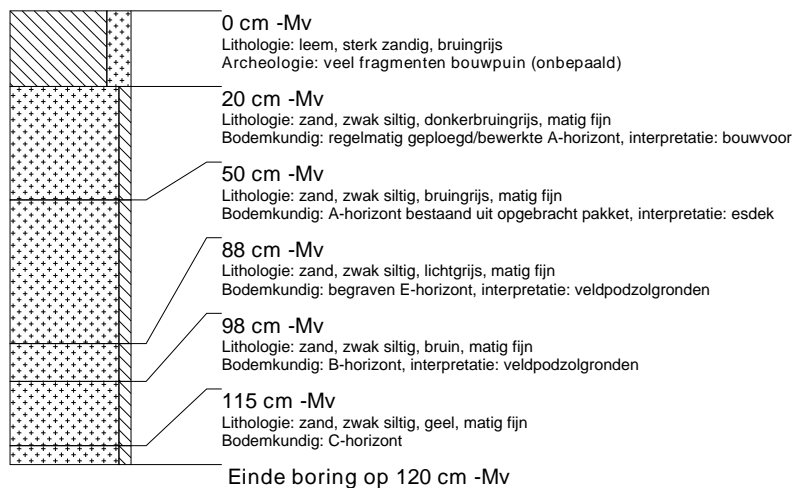 0 cm -Mv
Lithologie: leem, sterk zandig, bruingrijs
Archeologie: veel fragmenten bouwpuin (onbepaald)
20 cm -Mv
Lithologie: zand, zwak siltig, donkerbruingrijs, matig fijn
Bodemkundig: regelmatig geploegd/bewerkte A-horizont, interpretatie: bouwvoor
50 cm -Mv
Lithologie: zand, zwak siltig, bruingrijs, matig fijn
Bodemkundig: A-horizont bestaand uit opgebracht pakket, interpretatie: esdek
88 cm -Mv
Lithologie: zand, zwak siltig, lichtgrijs, matig fijn
Bodemkundig: begraven E-horizont, interpretatie: veldpodzolgronden
98 cm -Mv
Lithologie: zand, zwak siltig, bruin, matig fijn
Bodemkundig: B-horizont, interpretatie: veldpodzolgronden
115 cm -Mv
Lithologie: zand, zwak siltig, geel, matig fijn
Bodemkundig: C-horizont
Einde boring op 120 cm -Mv